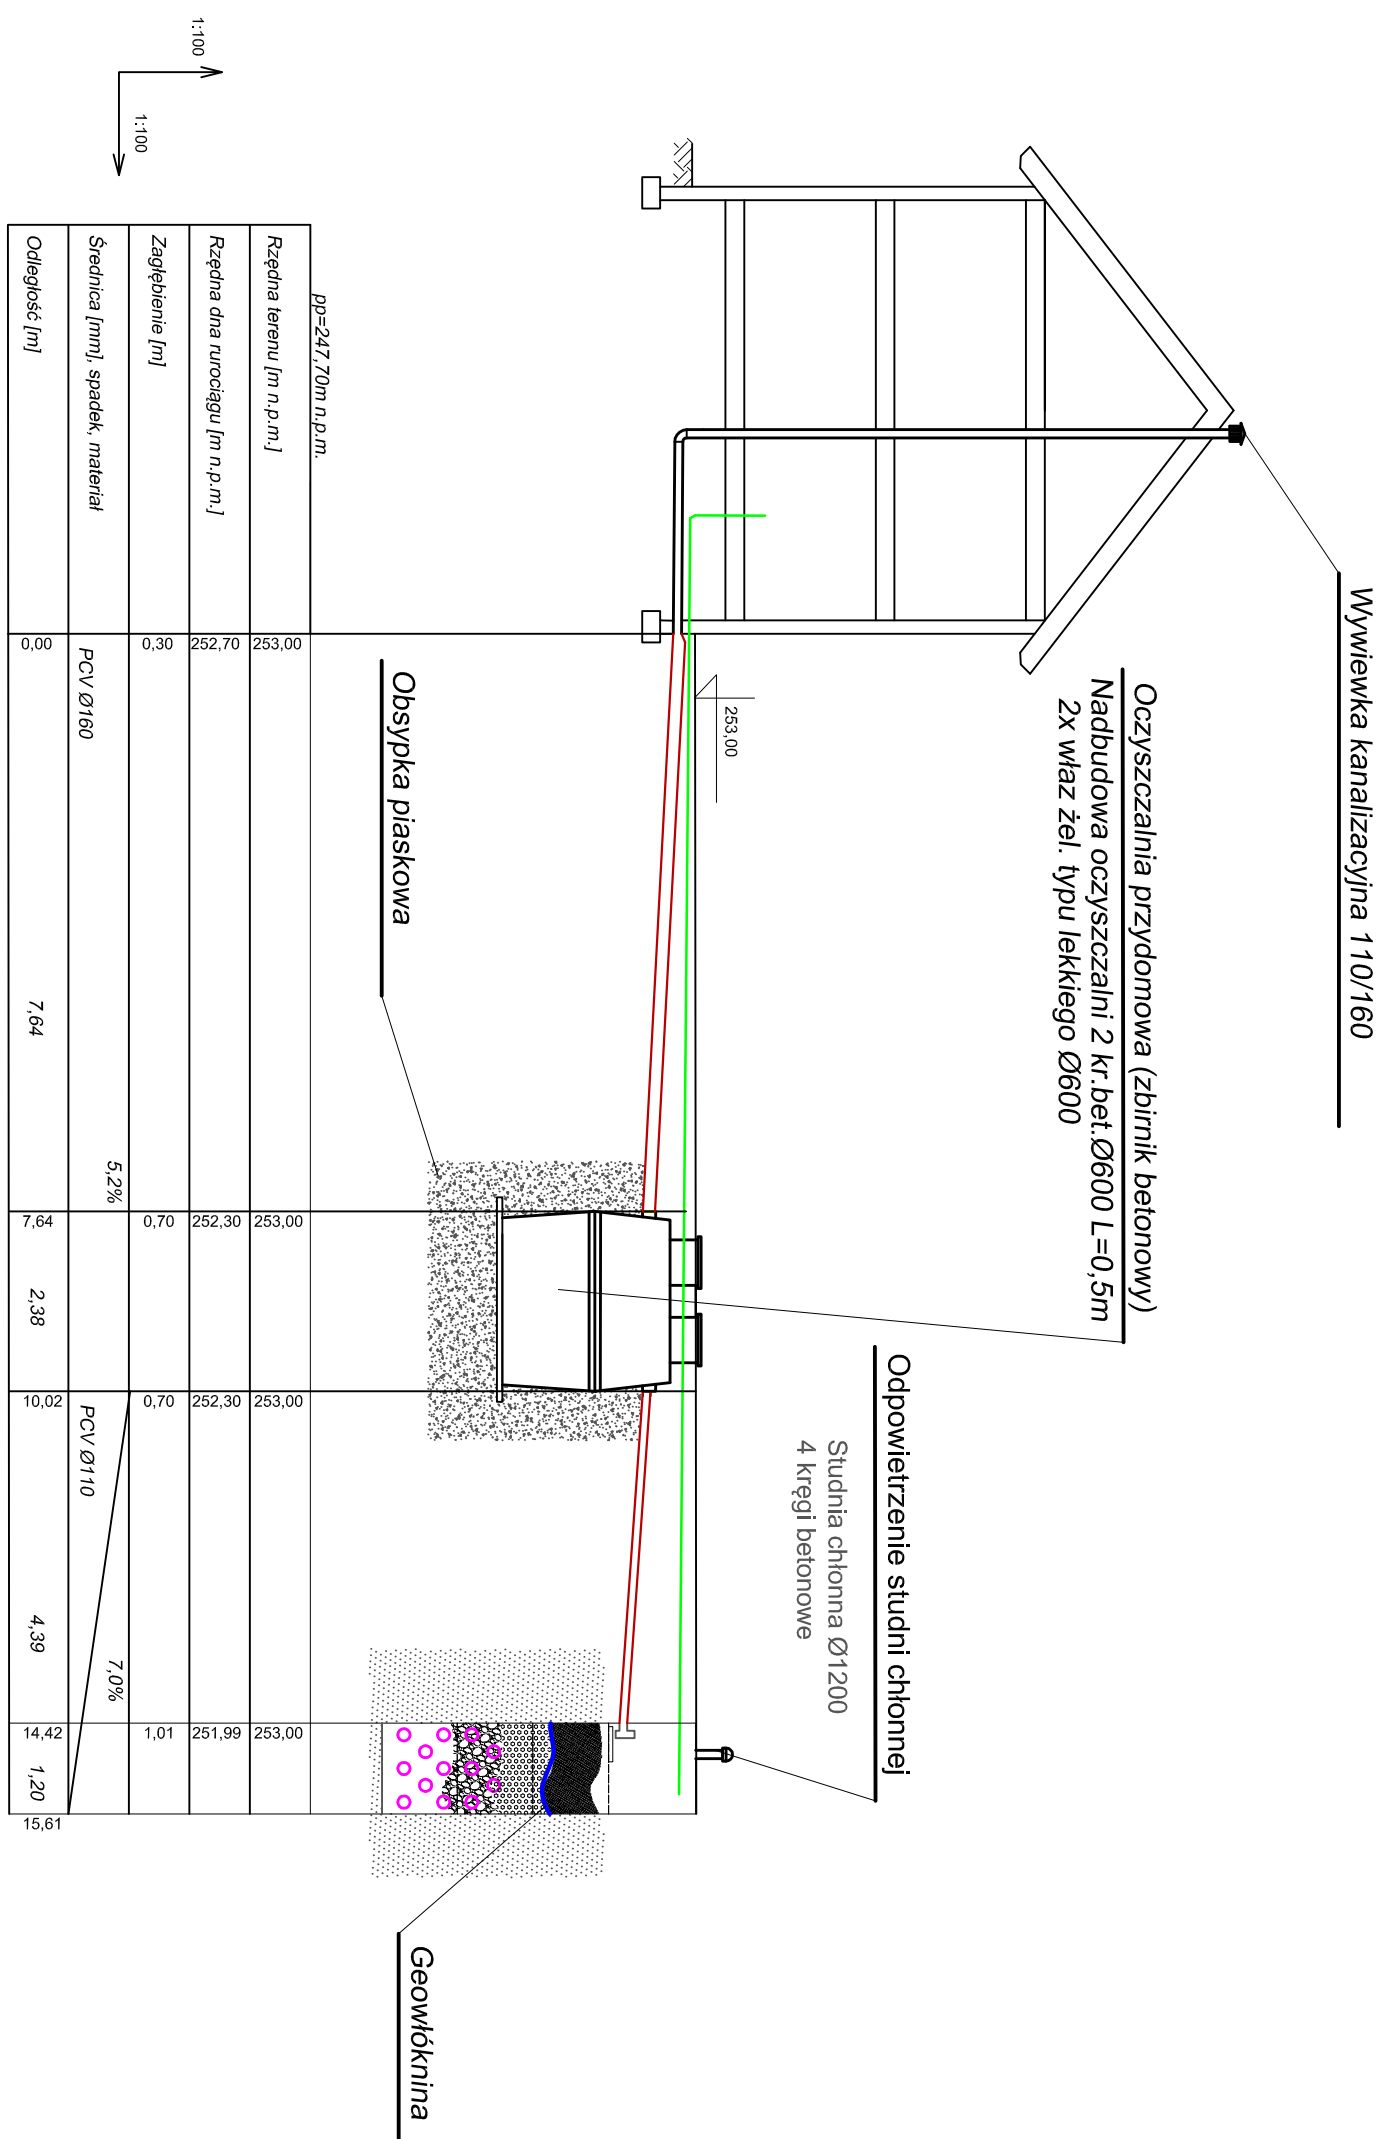 Wywiewka kanalizacyjna 110/160
Oczyszczalnia przydomowa (zbirnik betonowy)
Nadbudowa oczyszczalni 2 kr.bet.Ø600 L=0,5m
2x właz żel. typu lekkiego Ø600
Odpowietrzenie studni chłonnej
Studnia chłonna Ø1200
4 kręgi betonowe
253,00
Obsypka piaskowa
Geowłóknina
1:100
1:100
pp=247,70m n.p.m.
Rzędna terenu [m n.p.m.] 253,00 253,00 253,00 253,00
Rzędna dna rurociągu [m n.p.m.] 252,70 252,30 252,30 251,99
Zagłębienie [m] 0,30 0,70 0,70 1,01
Średnica [mm], spadek, materiał PCV Ø160 5,2% PCV Ø110 7,0%
Odległość [m] 0,00 7,64 7,64 2,38 10,02 4,39 14,42 1,20 15,61